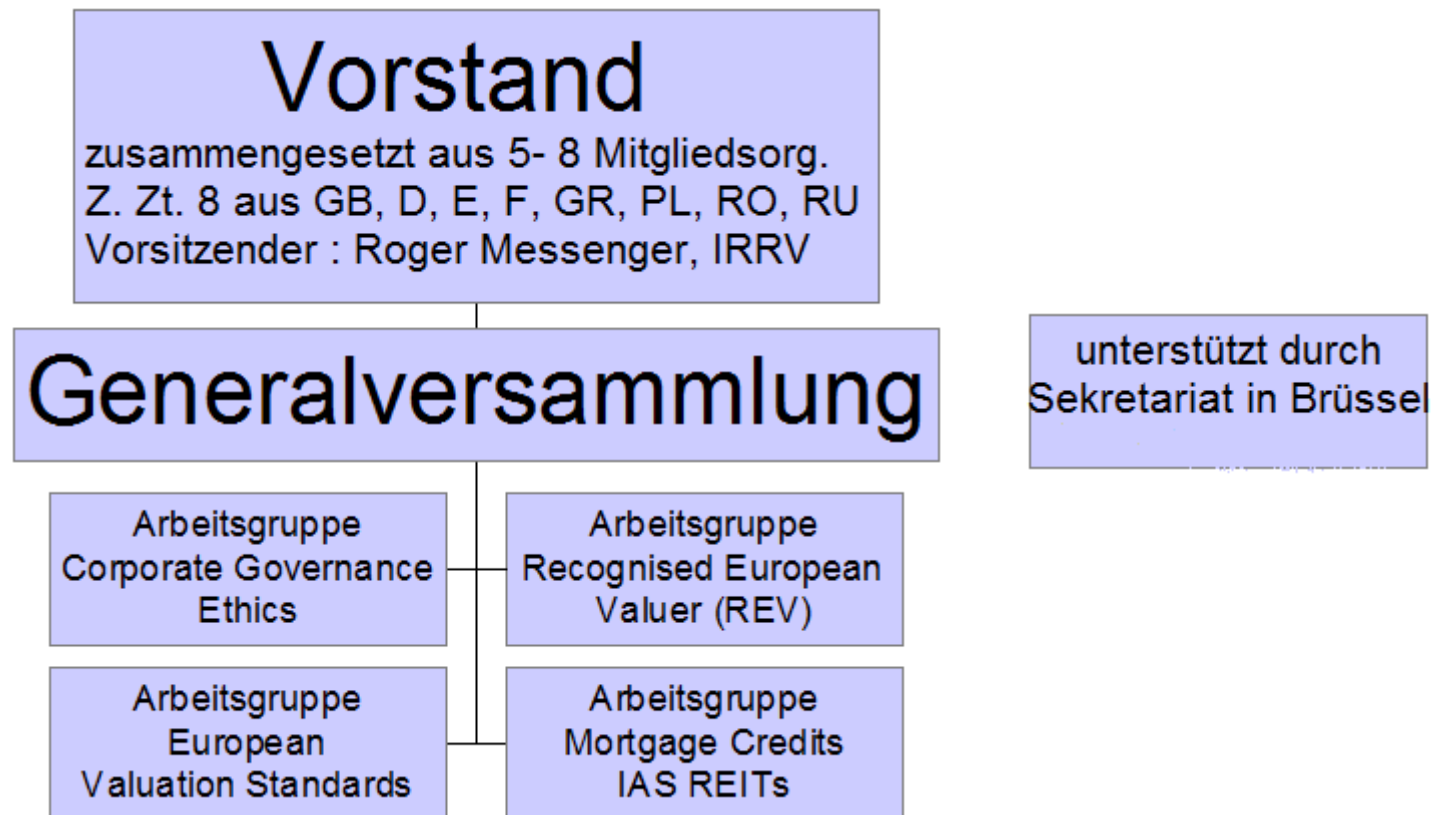 Vorstand
zusammengesetzt aus 5- 8 Mitgliedsorg.
Z. Zt. 8 aus GB, D, E, F, GR, PL, RO, RU
Vorsitzender : Roger Messenger, IRRV
Generalversammlung
unterstützt durch
Sekretariat in Brüssel
Arbeitsgruppe
Corporate Governance
Ethics
Arbeitsgruppe
Recognised European
Valuer (REV)
Arbeitsgruppe
European
Valuation Standards
Arbeitsgruppe
Mortgage Credits
IAS REITs